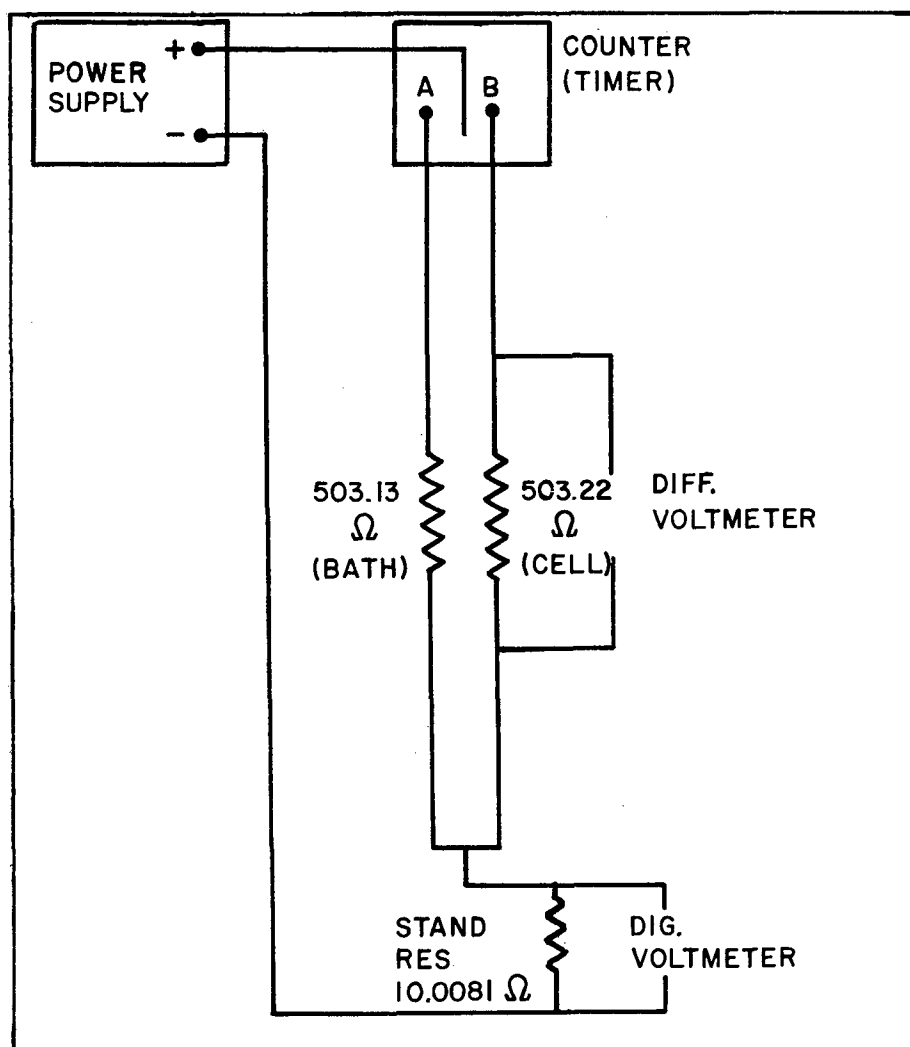 POWER
SUPPLY
+
−
A
B
COUNTER
(TIMER)
503.13
Ω
(BATH)
503.22
Ω
(CELL)
DIFF.
VOLTMETER
STAND
RES
10.0081 Ω
DIG.
VOLTMETER